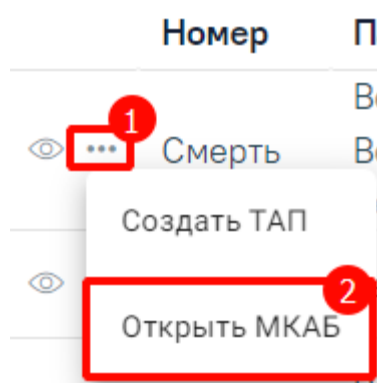 Номер
1
Смерть
Создать ТАП
2
Открыть МКАБ